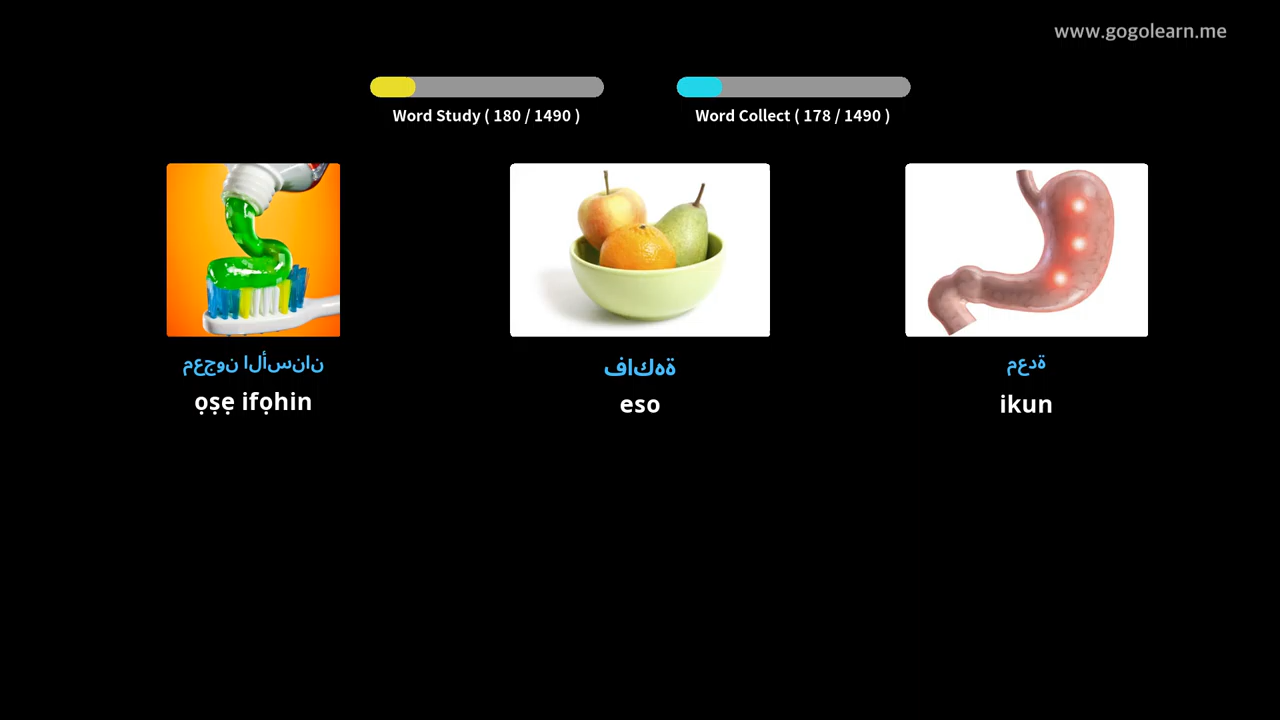 www.gogolearn.me
Word Study ( 180 / 1490 )
Word Collect ( 178 / 1490 )
معجون الأسنان
ọṣẹ ifọhin
فاكهة
eso
معدة
ikun